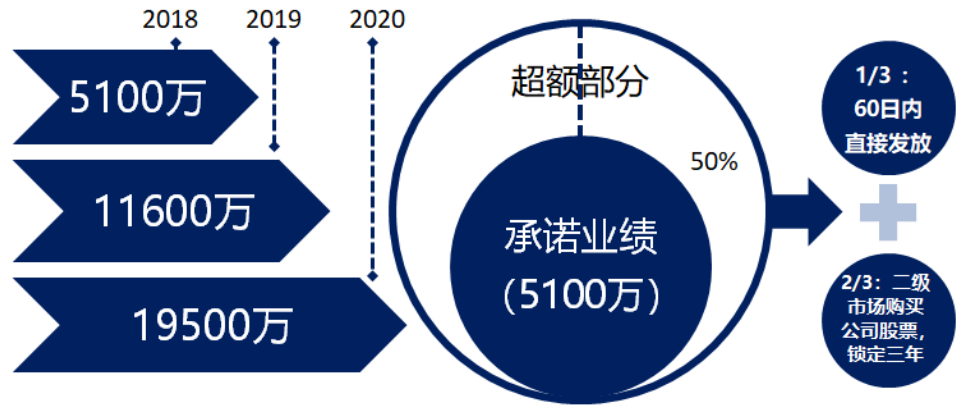 2018
2019
2020
5100万
11600万
19500万
超额部分
50%
承诺业绩
（5100万）
1/3 ：
60日内
直接发放
2/3：二级
市场购买
公司股票，
锁定三年